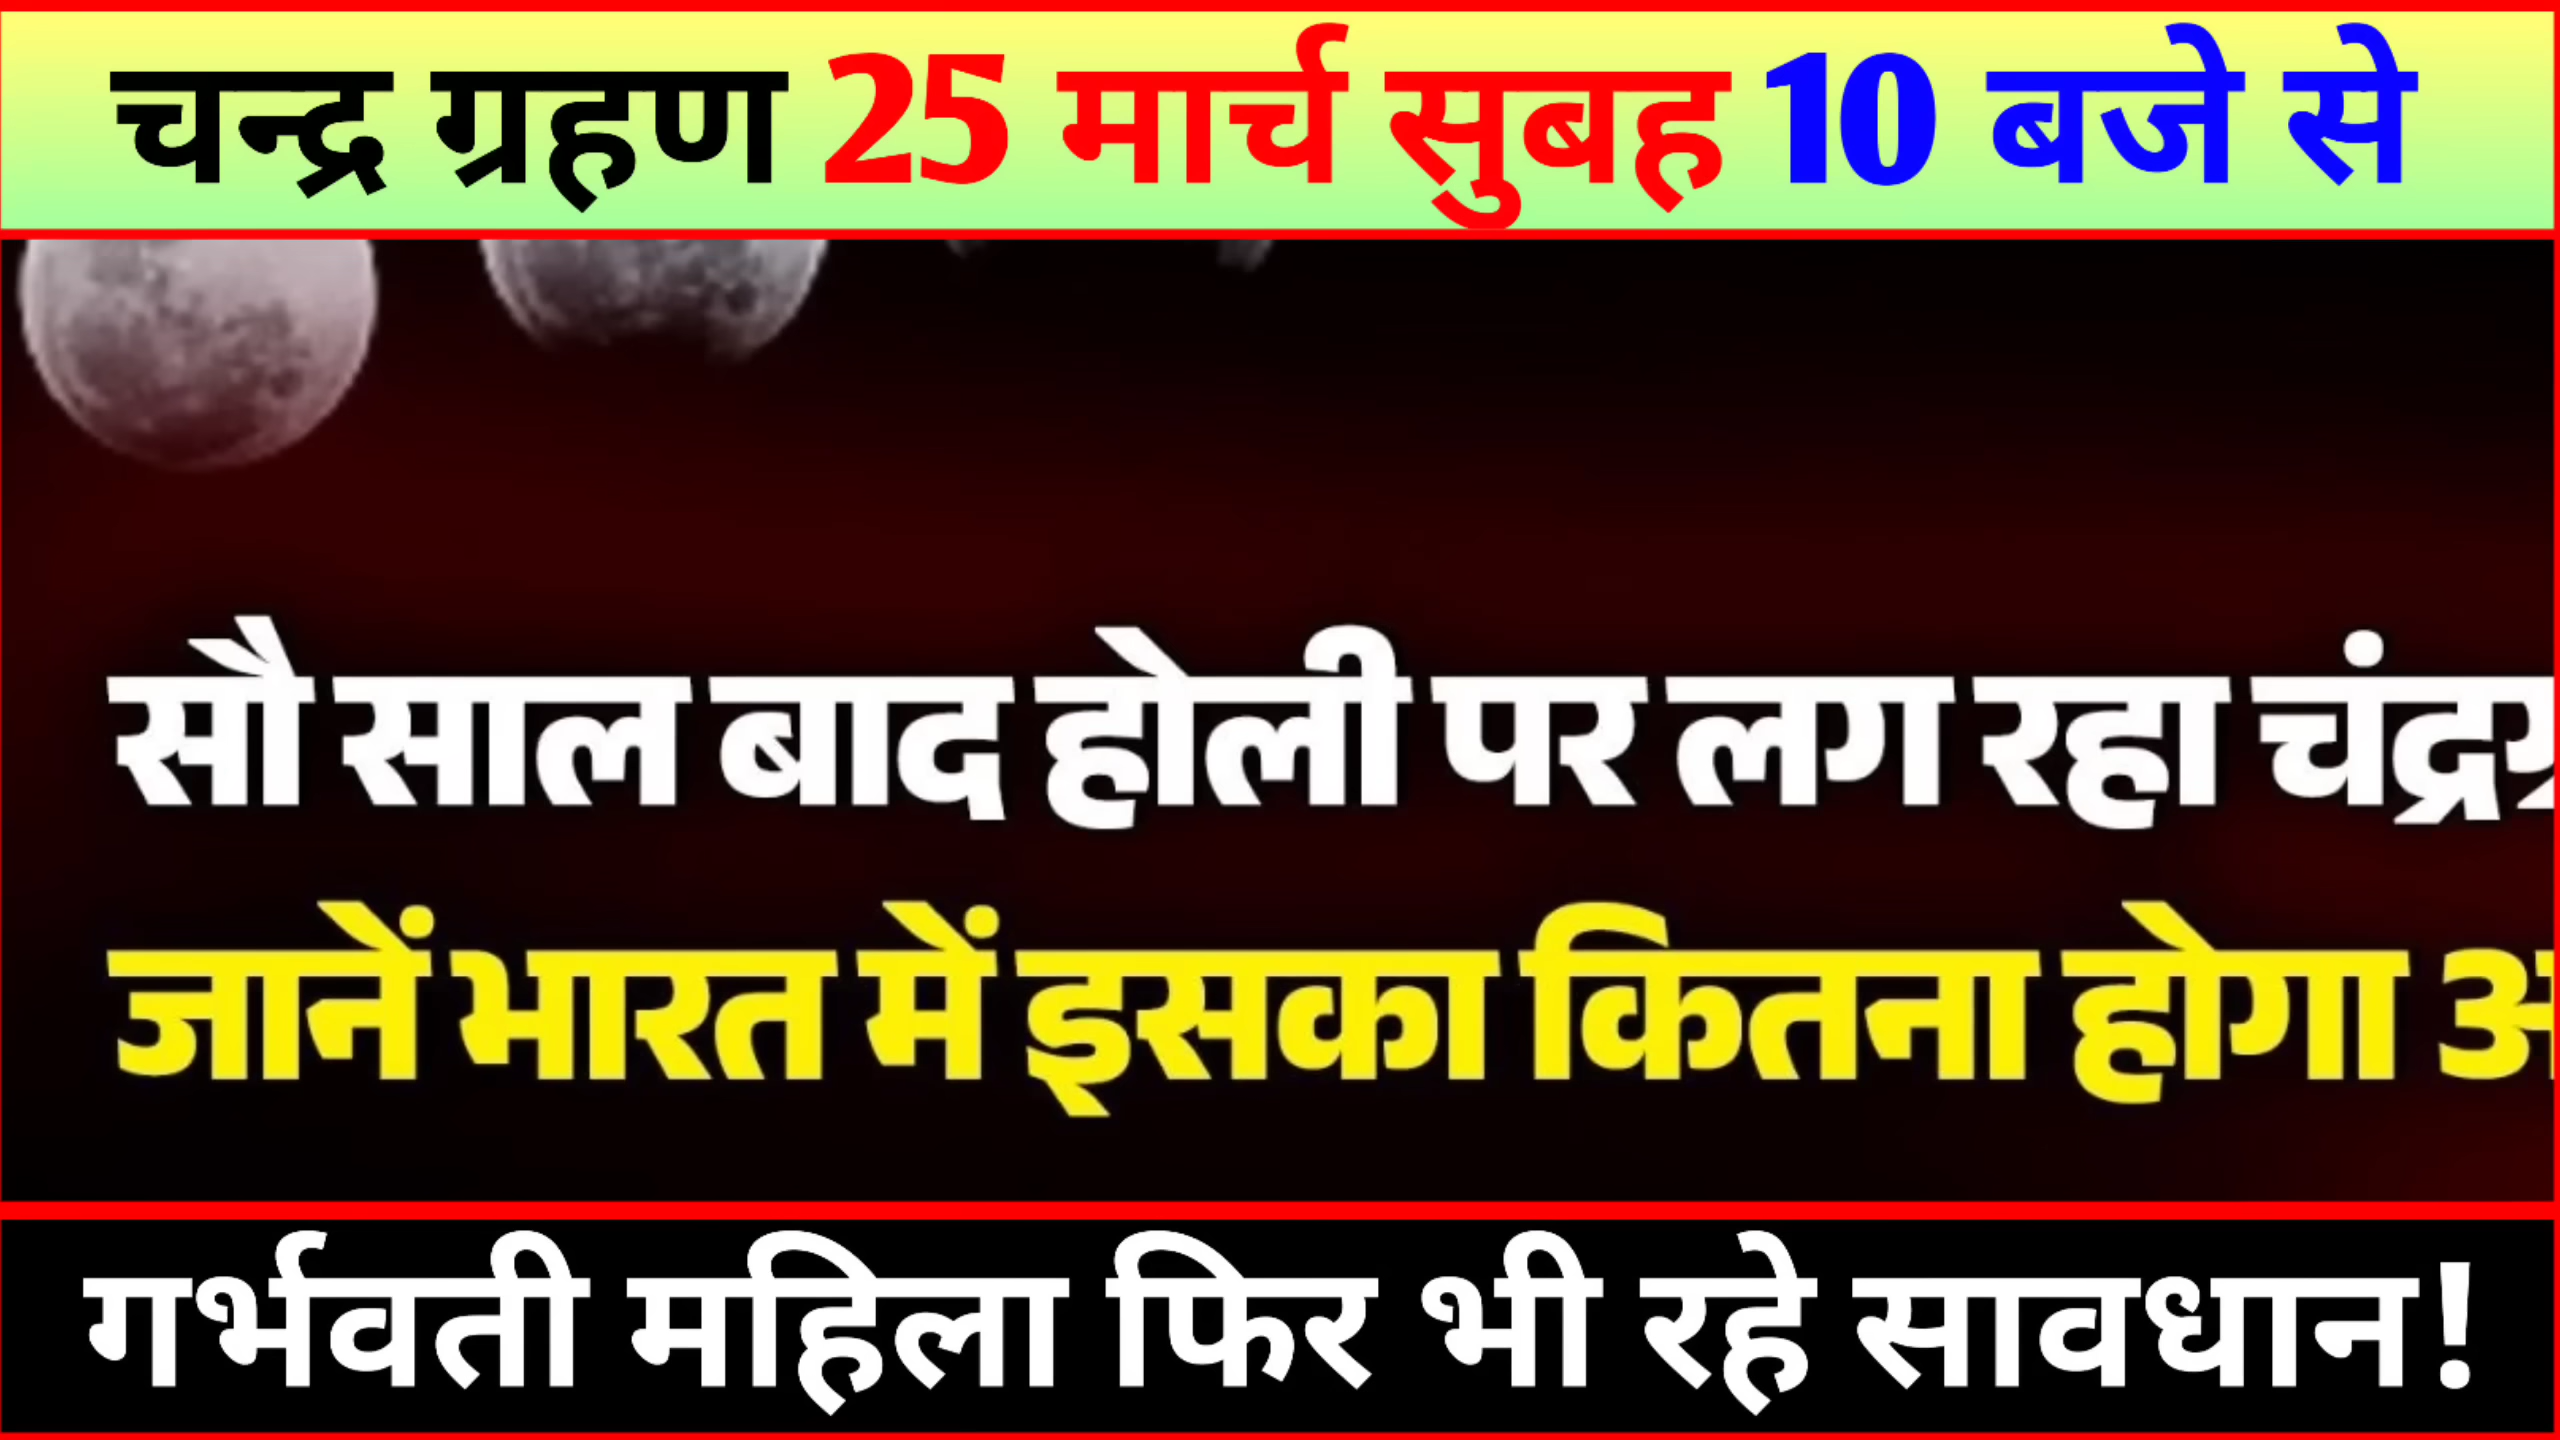 चन्द्र ग्रहण 25 मार्च सुबह 10 बजे से
सौ साल बाद होली पर लग रहा
जानें भारत में इसका कितना होगा
गर्भवती महिला फिर भी रहे सावधान!